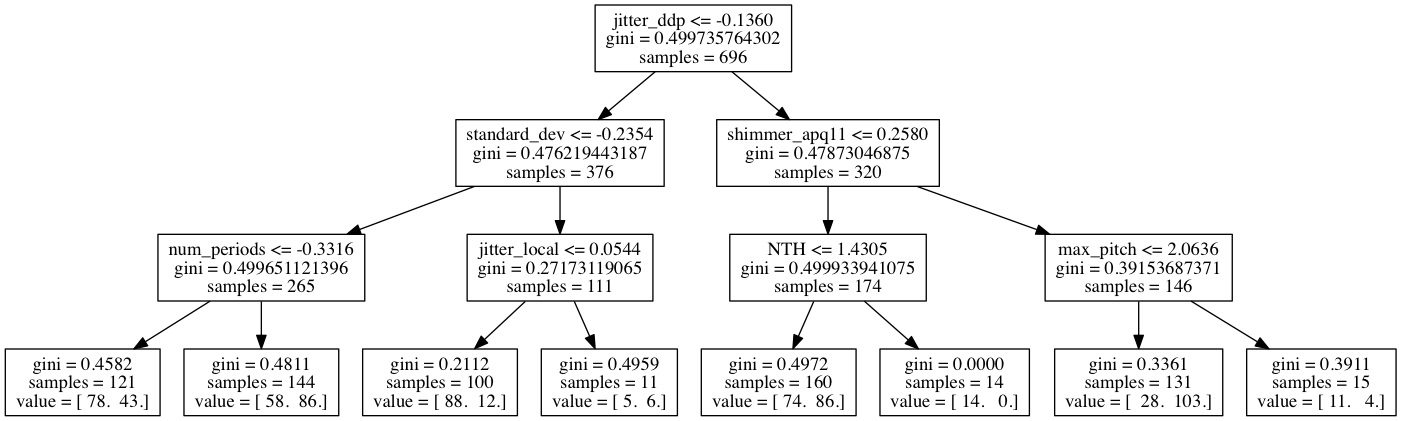 jitter_ddp <= -0.1360
gini = 0.499735764302
samples = 696
standard_dev <= -0.2354
gini = 0.476219443187
samples = 376
shimmer_apq11 <= 0.2580
gini = 0.47873046875
samples = 320
num_periods <= -0.3316
gini = 0.499651121396
samples = 265
jitter_local <= 0.0544
gini = 0.27173119065
samples = 111
NTH <= 1.4305
gini = 0.499933941075
samples = 174
max_pitch <= 2.0636
gini = 0.39153687371
samples = 146
gini = 0.4582
samples = 121
value = [ 78. 43.]
gini = 0.4811
samples = 144
value = [ 58. 86.]
gini = 0.2112
samples = 100
value = [ 88. 12.]
gini = 0.4959
samples = 11
value = [ 5. 6.]
gini = 0.4972
samples = 160
value = [ 74. 86.]
gini = 0.0000
samples = 14
value = [ 14. 0.]
gini = 0.3361
samples = 131
value = [ 28. 103.]
gini = 0.3911
samples = 15
value = [ 11. 4.]